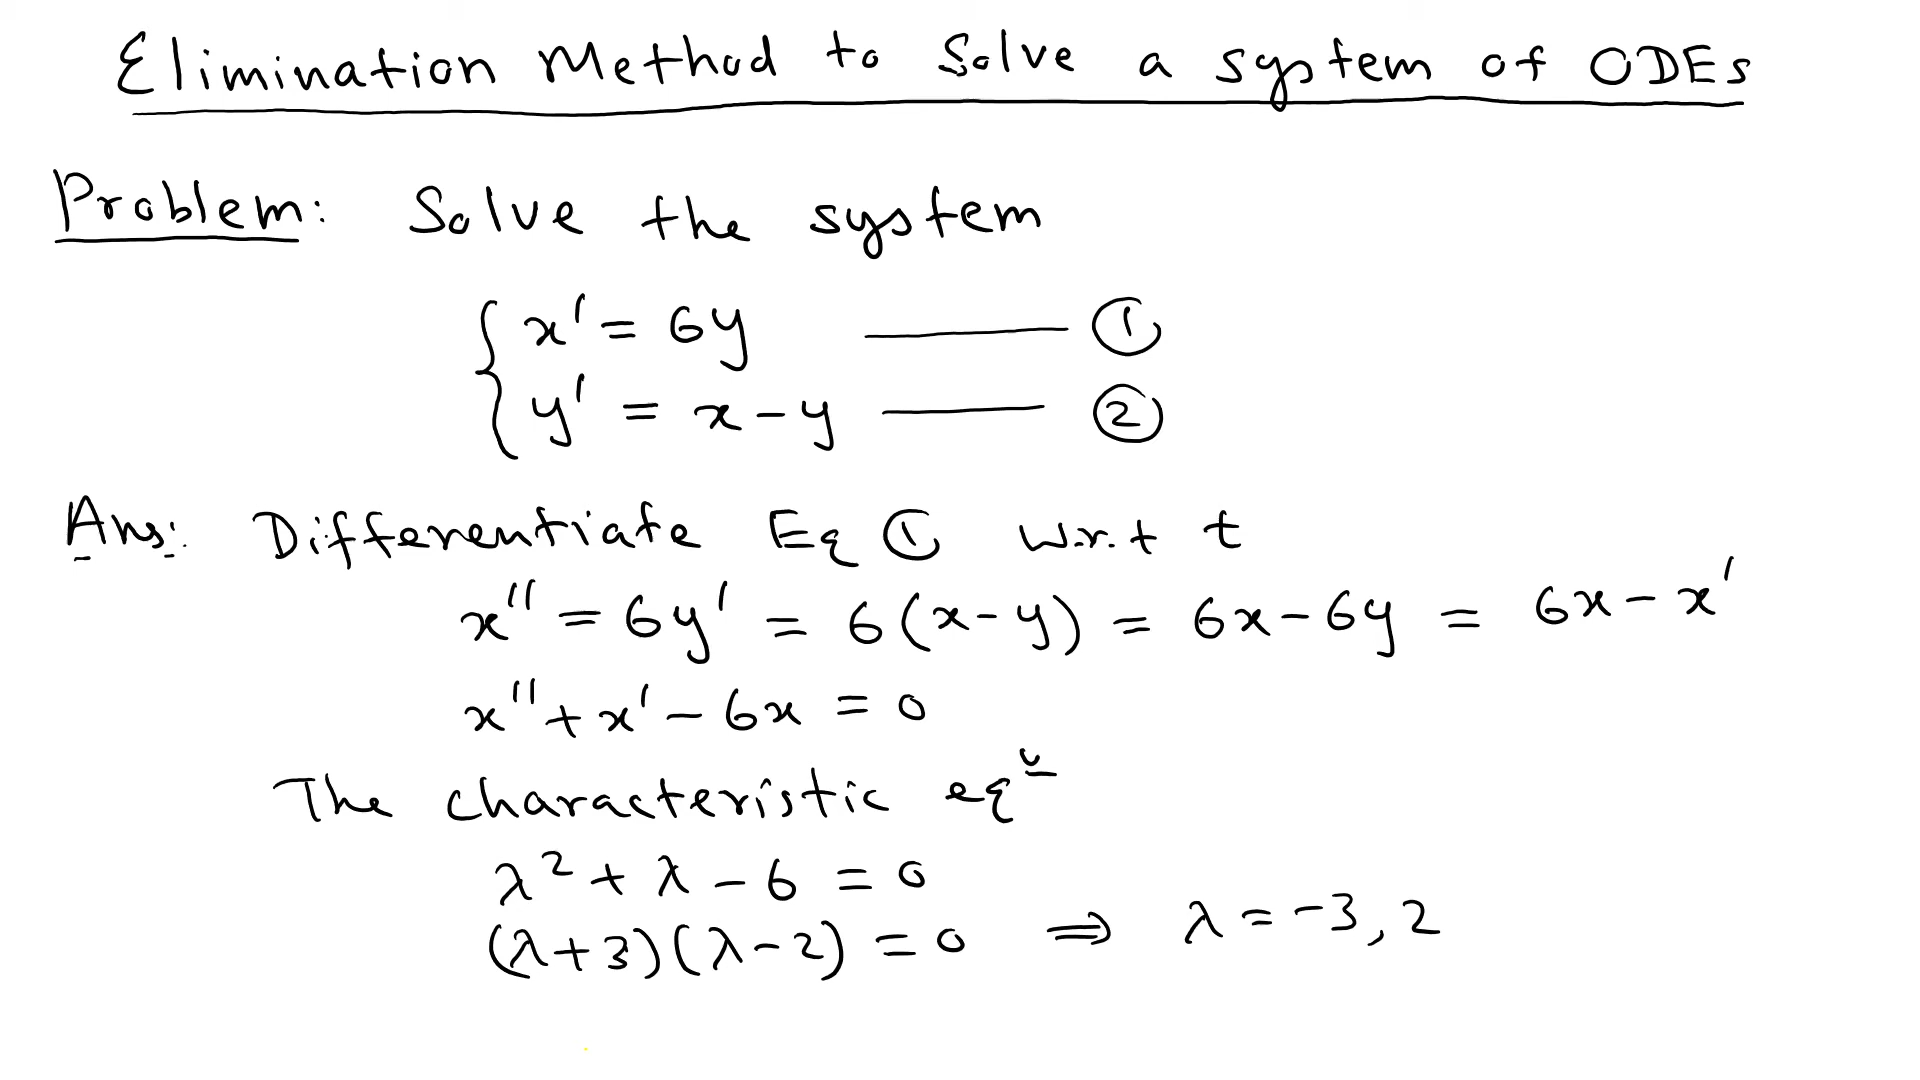 Elimination Method to Solve a system of ODEs
Problem: Solve the system
{ x' = 6y ——— ①
{ y' = x - y ——— ②
Ans: Differentiate Eq ① w.r.t t
x'' = 6y' = 6(x-y) = 6x - 6y = 6x - x'
x'' + x' - 6x = 0
The characteristic eqⁿ
λ² + λ - 6 = 0
(λ+3)(λ-2) = 0 ⇒ λ = -3, 2